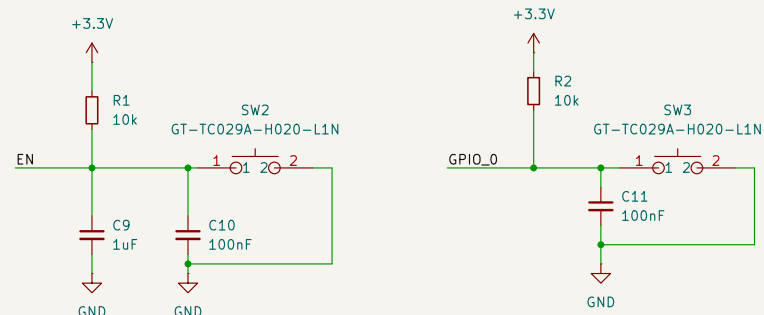 +3.3V
R1
10k
SW2
GT-TC029A-H020-L1N
EN
1 1 2 2
C9
1uF
C10
100nF
GND
GND
+3.3V
R2
10k
SW3
GT-TC029A-H020-L1N
GPIO_0
1 1 2 2
C11
100nF
GND